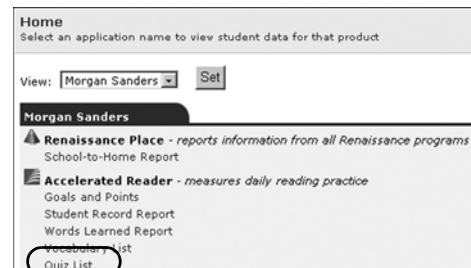 Home
Select an application name to view student data for that product
View: Morgan Sanders Set
Morgan Sanders
Renaissance Place - reports information from all Renaissance programs
School-to-Home Report
Accelerated Reader - measures daily reading practice
Goals and Points
Student Record Report
Words Learned Report
Vocabulary List
Quiz List